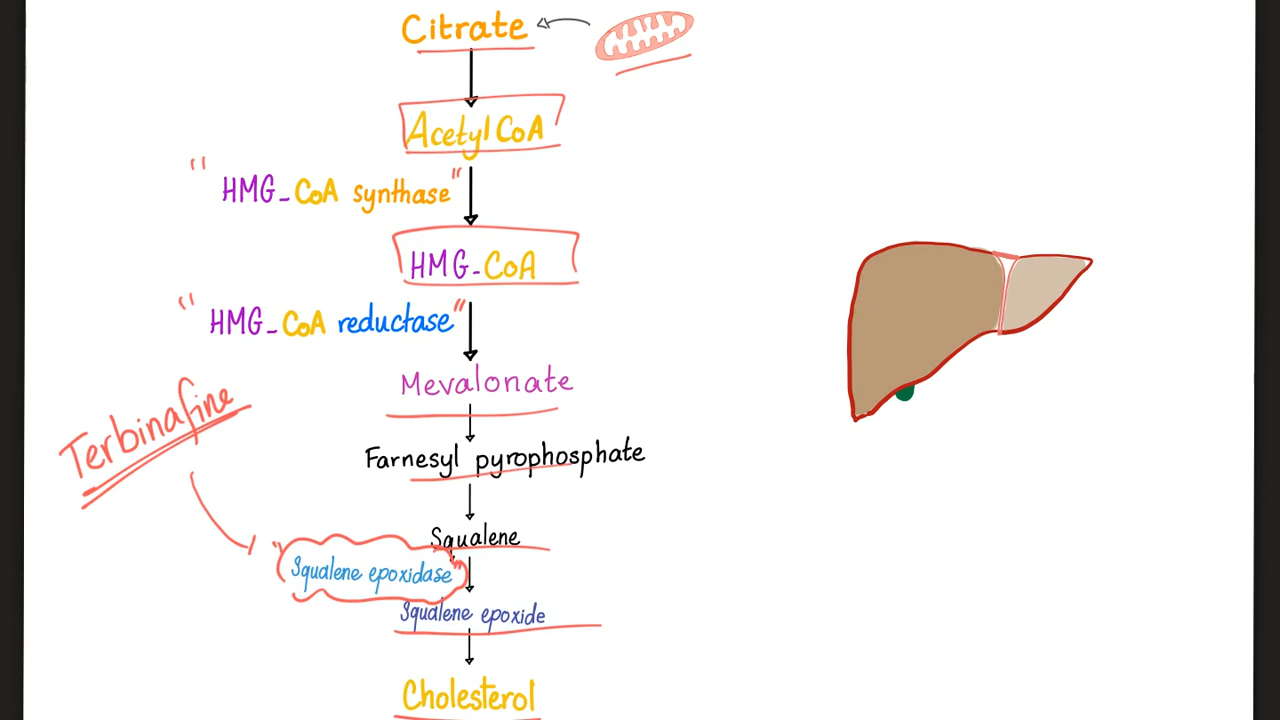 Citrate
Acetyl CoA
"HMG-CoA synthase"
HMG-CoA
"HMG-CoA reductase"
Mevalonate
Terbinafine
Farnesyl pyrophosphate
Squalene
"Squalene epoxidase"
Squalene epoxide
Cholesterol